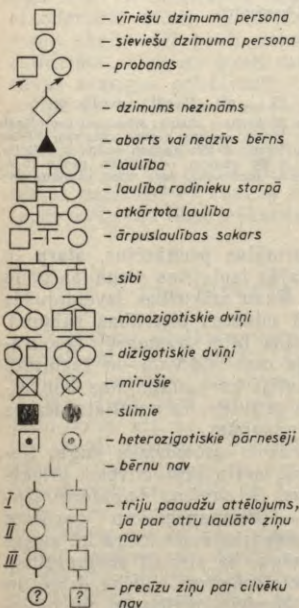 – vīriešu dzimuma persona
– sieviešu dzimuma persona
– probands
– dzimums nezināms
– aborts vai nedzīvs bērns
– laulība
– laulība radinieku starpā
– atkārtota laulība
– ārpuslaulības sakars
– sibi
– monozigotiskie dvīņi
– dizigotiskie dvīņi
– mirušie
– slimie
– heterozigotiskie pārnesēji
– bērnu nav
I
– triju paaudžu attēlojums,
II
ja par otru laulāto ziņu
III
nav
? ? – precīzu ziņu par cilvēku
nav